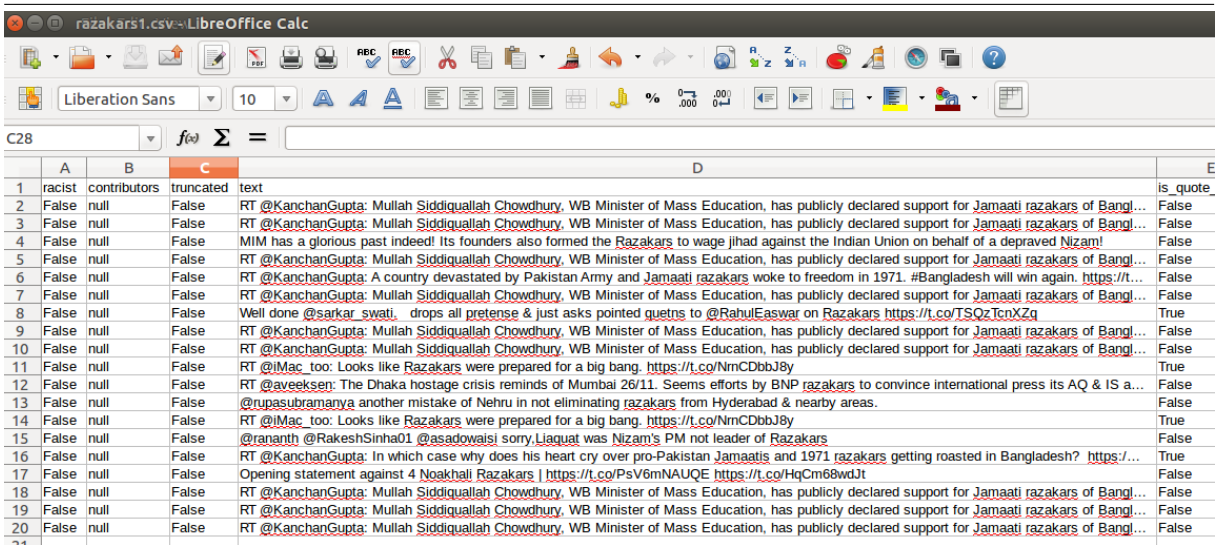 razakars1.csv - LibreOffice Calc
Liberation Sans 10
C28
A B C D E
1 racist contributors truncated text is_quote_
2 False null False RT @KanchanGupta: Mullah Siddiquallah Chowdhury, WB Minister of Mass Education, has publicly declared support for Jamaati razakars of Bangl… False
3 False null False RT @KanchanGupta: Mullah Siddiquallah Chowdhury, WB Minister of Mass Education, has publicly declared support for Jamaati razakars of Bangl… False
4 False null False MIM has a glorious past indeed! Its founders also formed the Razakars to wage jihad against the Indian Union on behalf of a depraved Nizam! False
5 False null False RT @KanchanGupta: Mullah Siddiquallah Chowdhury, WB Minister of Mass Education, has publicly declared support for Jamaati razakars of Bangl… False
6 False null False RT @KanchanGupta: A country devastated by Pakistan Army and Jamaati razakars woke to freedom in 1971. #Bangladesh will win again. https://t… False
7 False null False RT @KanchanGupta: Mullah Siddiquallah Chowdhury, WB Minister of Mass Education, has publicly declared support for Jamaati razakars of Bangl… False
8 False null False Well done @sarkar_swati, drops all pretense & just asks pointed quetns to @RahulEaswar on Razakars https://t.co/TSQzTcnXZq True
9 False null False RT @KanchanGupta: Mullah Siddiquallah Chowdhury, WB Minister of Mass Education, has publicly declared support for Jamaati razakars of Bangl… False
10 False null False RT @KanchanGupta: Mullah Siddiquallah Chowdhury, WB Minister of Mass Education, has publicly declared support for Jamaati razakars of Bangl… False
11 False null False RT @iMac_too: Looks like Razakars were prepared for a big bang. https://t.co/NrnCDbbJ8y True
12 False null False RT @aveeksen: The Dhaka hostage crisis reminds of Mumbai 26/11. Seems efforts by BNP razakars to convince international press its AQ & IS a… False
13 False null False @rupasubramanya another mistake of Nehru in not eliminating razakars from Hyderabad & nearby areas. False
14 False null False RT @iMac_too: Looks like Razakars were prepared for a big bang. https://t.co/NrnCDbbJ8y True
15 False null False @rananth @RakeshSinha01 @asadowaisi sorry,Liaquat was Nizam's PM not leader of Razakars False
16 False null False RT @KanchanGupta: In which case why does his heart cry over pro-Pakistan Jamaatis and 1971 razakars getting roasted in Bangladesh? https:/… True
17 False null False Opening statement against 4 Noakhali Razakars | https://t.co/PsV6mNAUQE https://t.co/HqCm68wdJt False
18 False null False RT @KanchanGupta: Mullah Siddiquallah Chowdhury, WB Minister of Mass Education, has publicly declared support for Jamaati razakars of Bangl… False
19 False null False RT @KanchanGupta: Mullah Siddiquallah Chowdhury, WB Minister of Mass Education, has publicly declared support for Jamaati razakars of Bangl… False
20 False null False RT @KanchanGupta: Mullah Siddiquallah Chowdhury, WB Minister of Mass Education, has publicly declared support for Jamaati razakars of Bangl… False